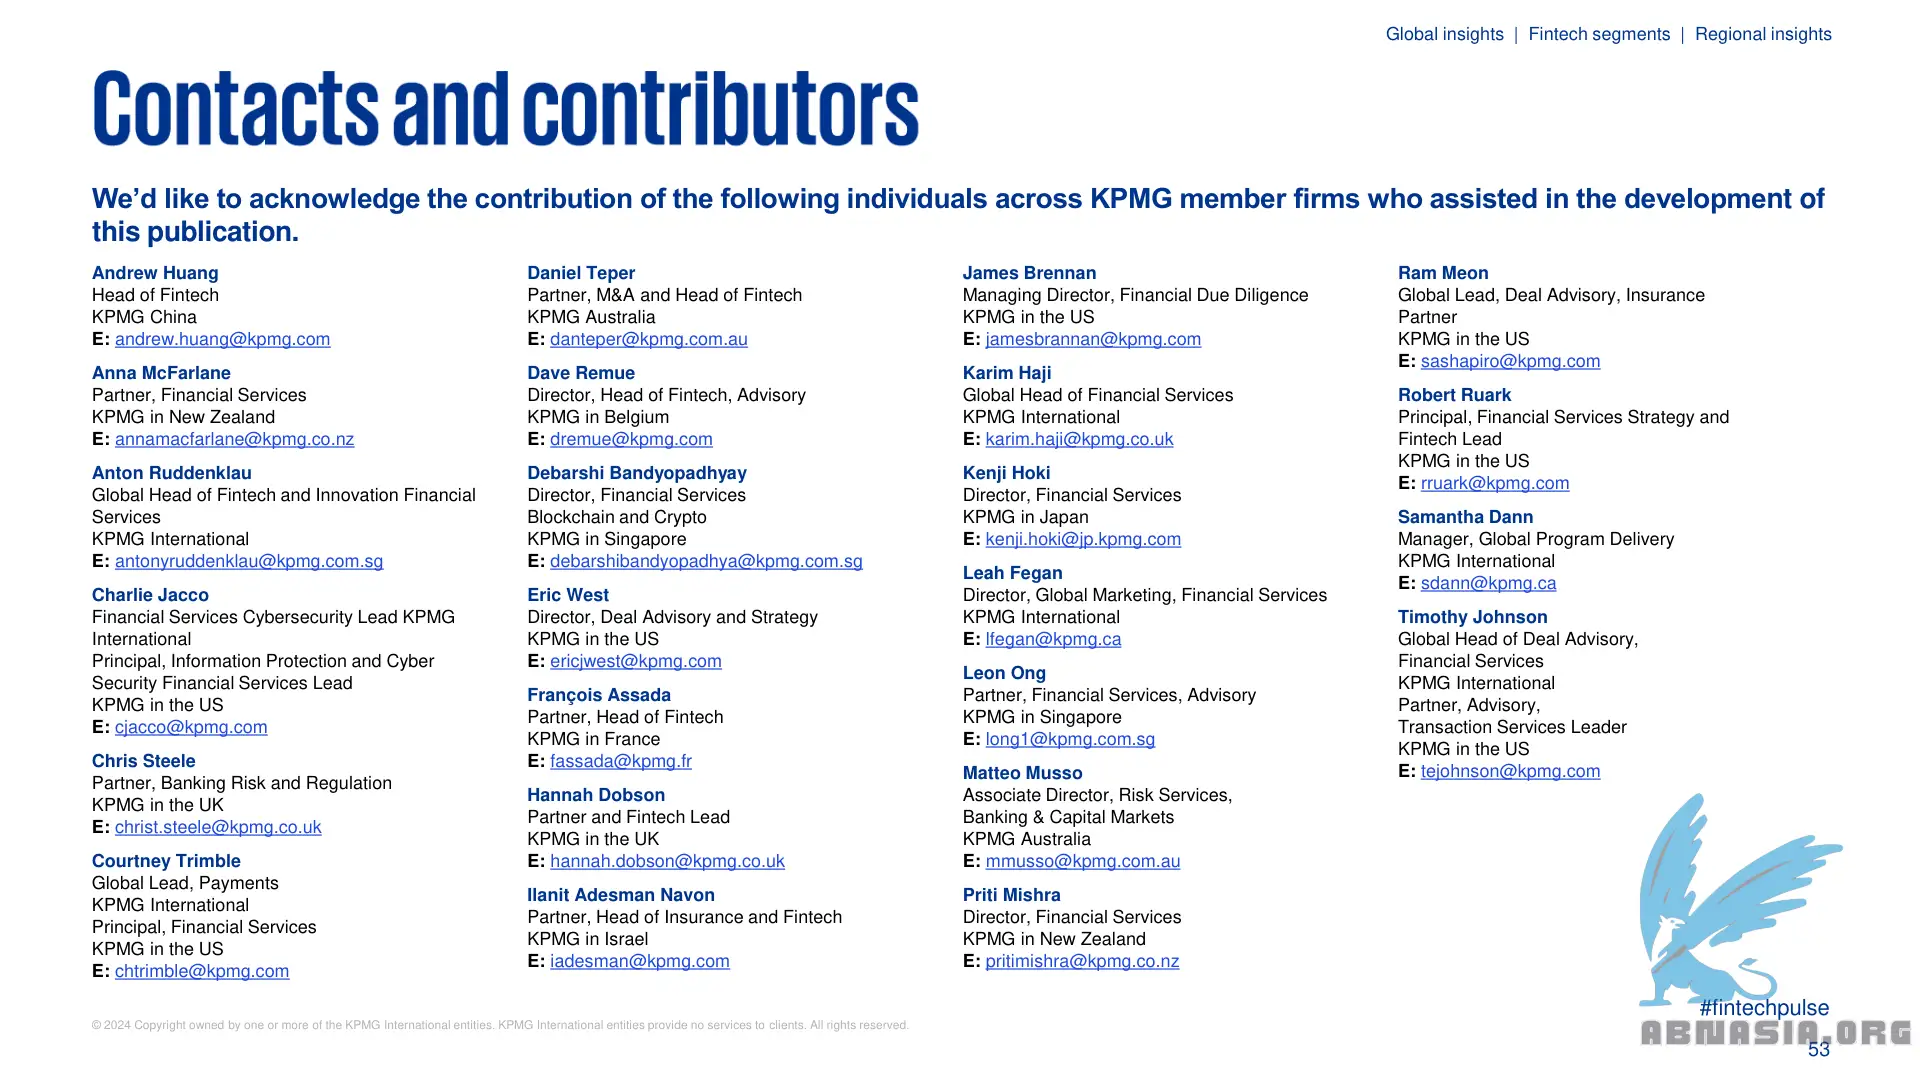 Global insights | Fintech segments | Regional insights
Contacts and contributors
We’d like to acknowledge the contribution of the following individuals across KPMG member firms who assisted in the development of
this publication.
Andrew Huang
Head of Fintech
KPMG China
E: andrew.huang@kpmg.com
Anna McFarlane
Partner, Financial Services
KPMG in New Zealand
E: annamacfarlane@kpmg.co.nz
Anton Ruddenklau
Global Head of Fintech and Innovation Financial
Services
KPMG International
E: antonyruddenklau@kpmg.com.sg
Charlie Jacco
Financial Services Cybersecurity Lead KPMG
International
Principal, Information Protection and Cyber
Security Financial Services Lead
KPMG in the US
E: cjacco@kpmg.com
Chris Steele
Partner, Banking Risk and Regulation
KPMG in the UK
E: christ.steele@kpmg.co.uk
Courtney Trimble
Global Lead, Payments
KPMG International
Principal, Financial Services
KPMG in the US
E: chtrimble@kpmg.com
Daniel Teper
Partner, M&A and Head of Fintech
KPMG Australia
E: danteper@kpmg.com.au
Dave Remue
Director, Head of Fintech, Advisory
KPMG in Belgium
E: dremue@kpmg.com
Debarshi Bandyopadhyay
Director, Financial Services
Blockchain and Crypto
KPMG in Singapore
E: debarshibandyopadhya@kpmg.com.sg
Eric West
Director, Deal Advisory and Strategy
KPMG in the US
E: ericjwest@kpmg.com
François Assada
Partner, Head of Fintech
KPMG in France
E: fassada@kpmg.fr
Hannah Dobson
Partner and Fintech Lead
KPMG in the UK
E: hannah.dobson@kpmg.co.uk
Ilanit Adesman Navon
Partner, Head of Insurance and Fintech
KPMG in Israel
E: iadesman@kpmg.com
James Brennan
Managing Director, Financial Due Diligence
KPMG in the US
E: jamesbrannan@kpmg.com
Karim Haji
Global Head of Financial Services
KPMG International
E: karim.haji@kpmg.co.uk
Kenji Hoki
Director, Financial Services
KPMG in Japan
E: kenji.hoki@jp.kpmg.com
Leah Fegan
Director, Global Marketing, Financial Services
KPMG International
E: lfegan@kpmg.ca
Leon Ong
Partner, Financial Services, Advisory
KPMG in Singapore
E: long1@kpmg.com.sg
Matteo Musso
Associate Director, Risk Services,
Banking & Capital Markets
KPMG Australia
E: mmusso@kpmg.com.au
Priti Mishra
Director, Financial Services
KPMG in New Zealand
E: pritimishra@kpmg.co.nz
Ram Meon
Global Lead, Deal Advisory, Insurance
Partner
KPMG in the US
E: sashapiro@kpmg.com
Robert Ruark
Principal, Financial Services Strategy and
Fintech Lead
KPMG in the US
E: rruark@kpmg.com
Samantha Dann
Manager, Global Program Delivery
KPMG International
E: sdann@kpmg.ca
Timothy Johnson
Global Head of Deal Advisory,
Financial Services
KPMG International
Partner, Advisory,
Transaction Services Leader
KPMG in the US
E: tejohnson@kpmg.com
© 2024 Copyright owned by one or more of the KPMG International entities. KPMG International entities provide no services to clients. All rights reserved.
#fintechpulse
ABNASIA.ORG
53